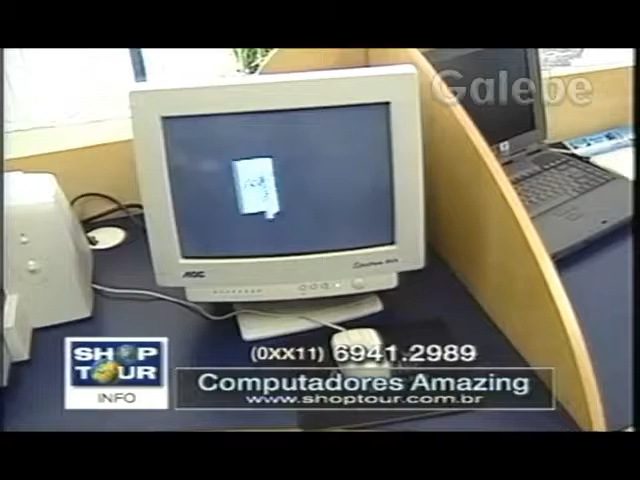 Galebe
AOC
(0XX11) 6941.2989
SHOP
TOUR
INFO
Computadores Amazing
www.shoptour.com.br